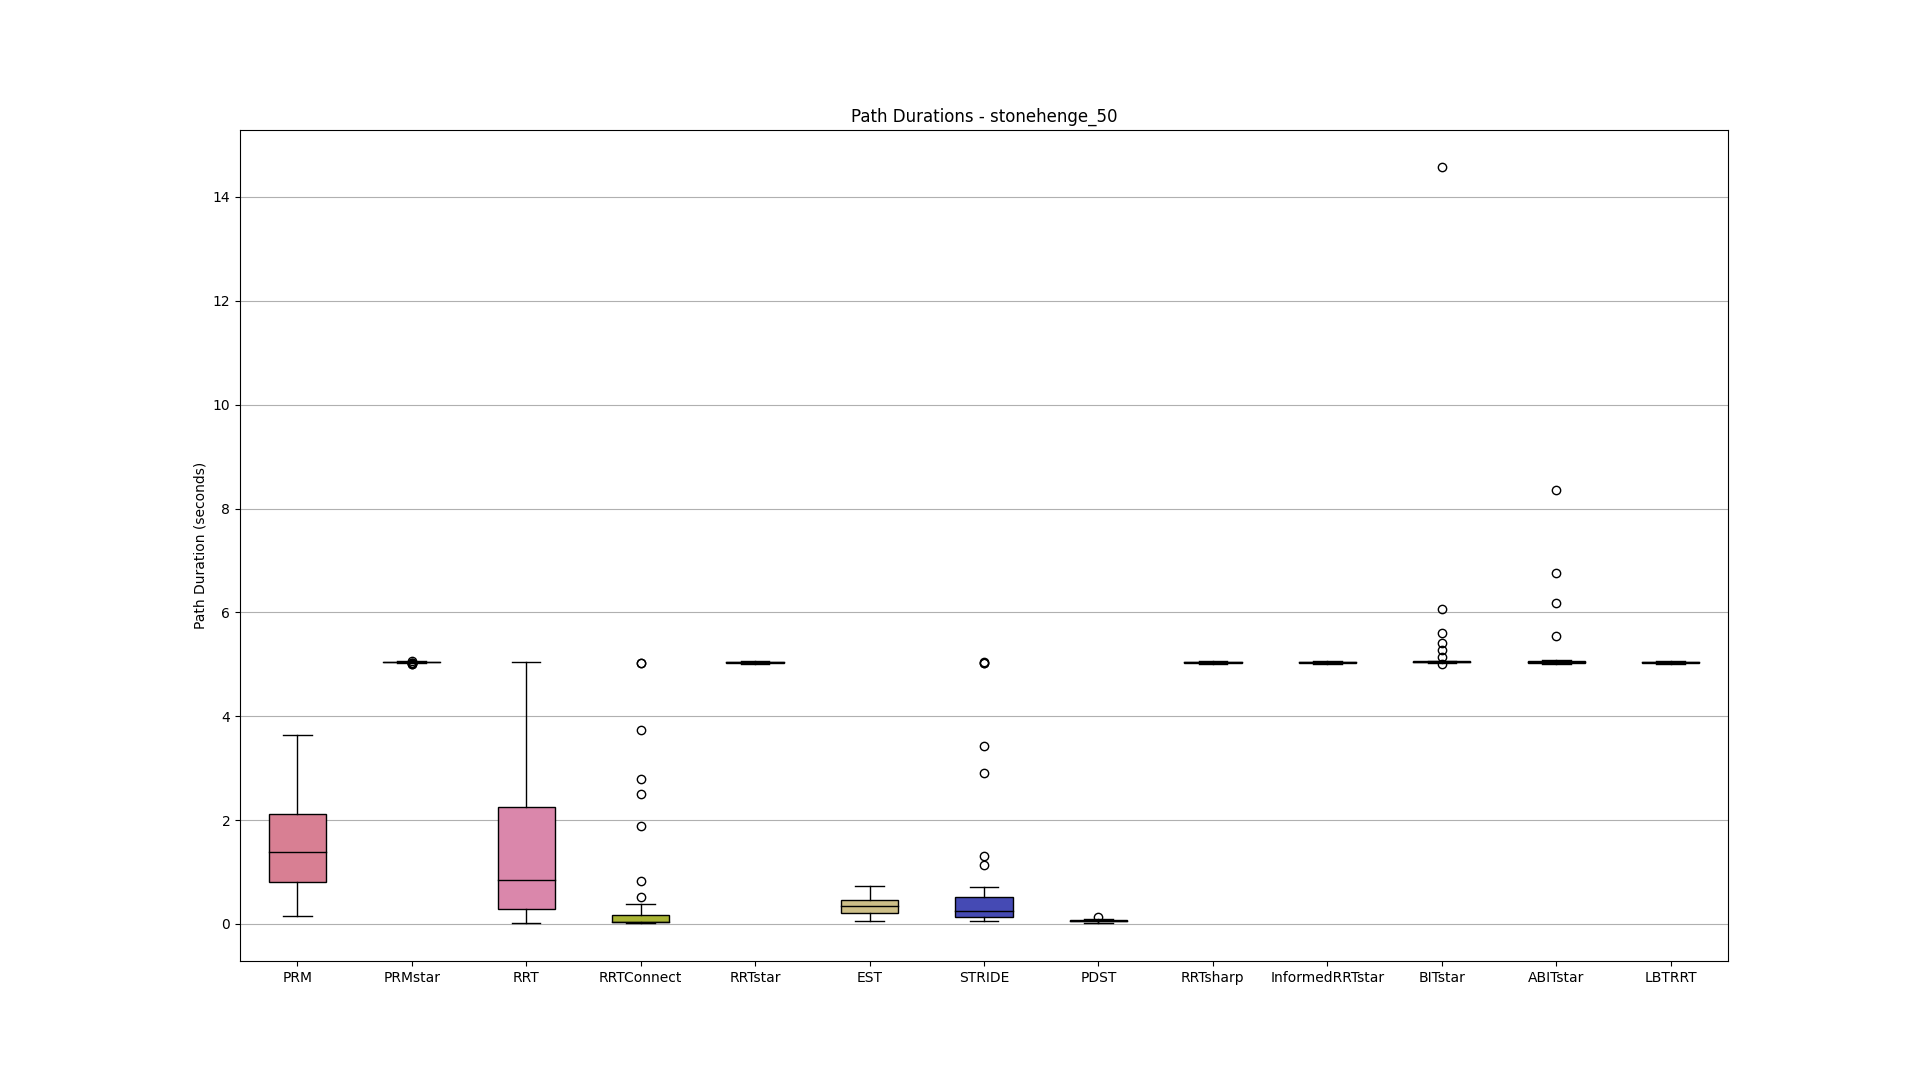 Path Durations - stonehenge_50
Path Duration (seconds)
14
12
10
8
6
4
2
0
PRM PRMstar RRT RRTConnect RRTstar EST STRIDE PDST RRTsharp InformedRRTstar BITstar ABITstar LBTRRT